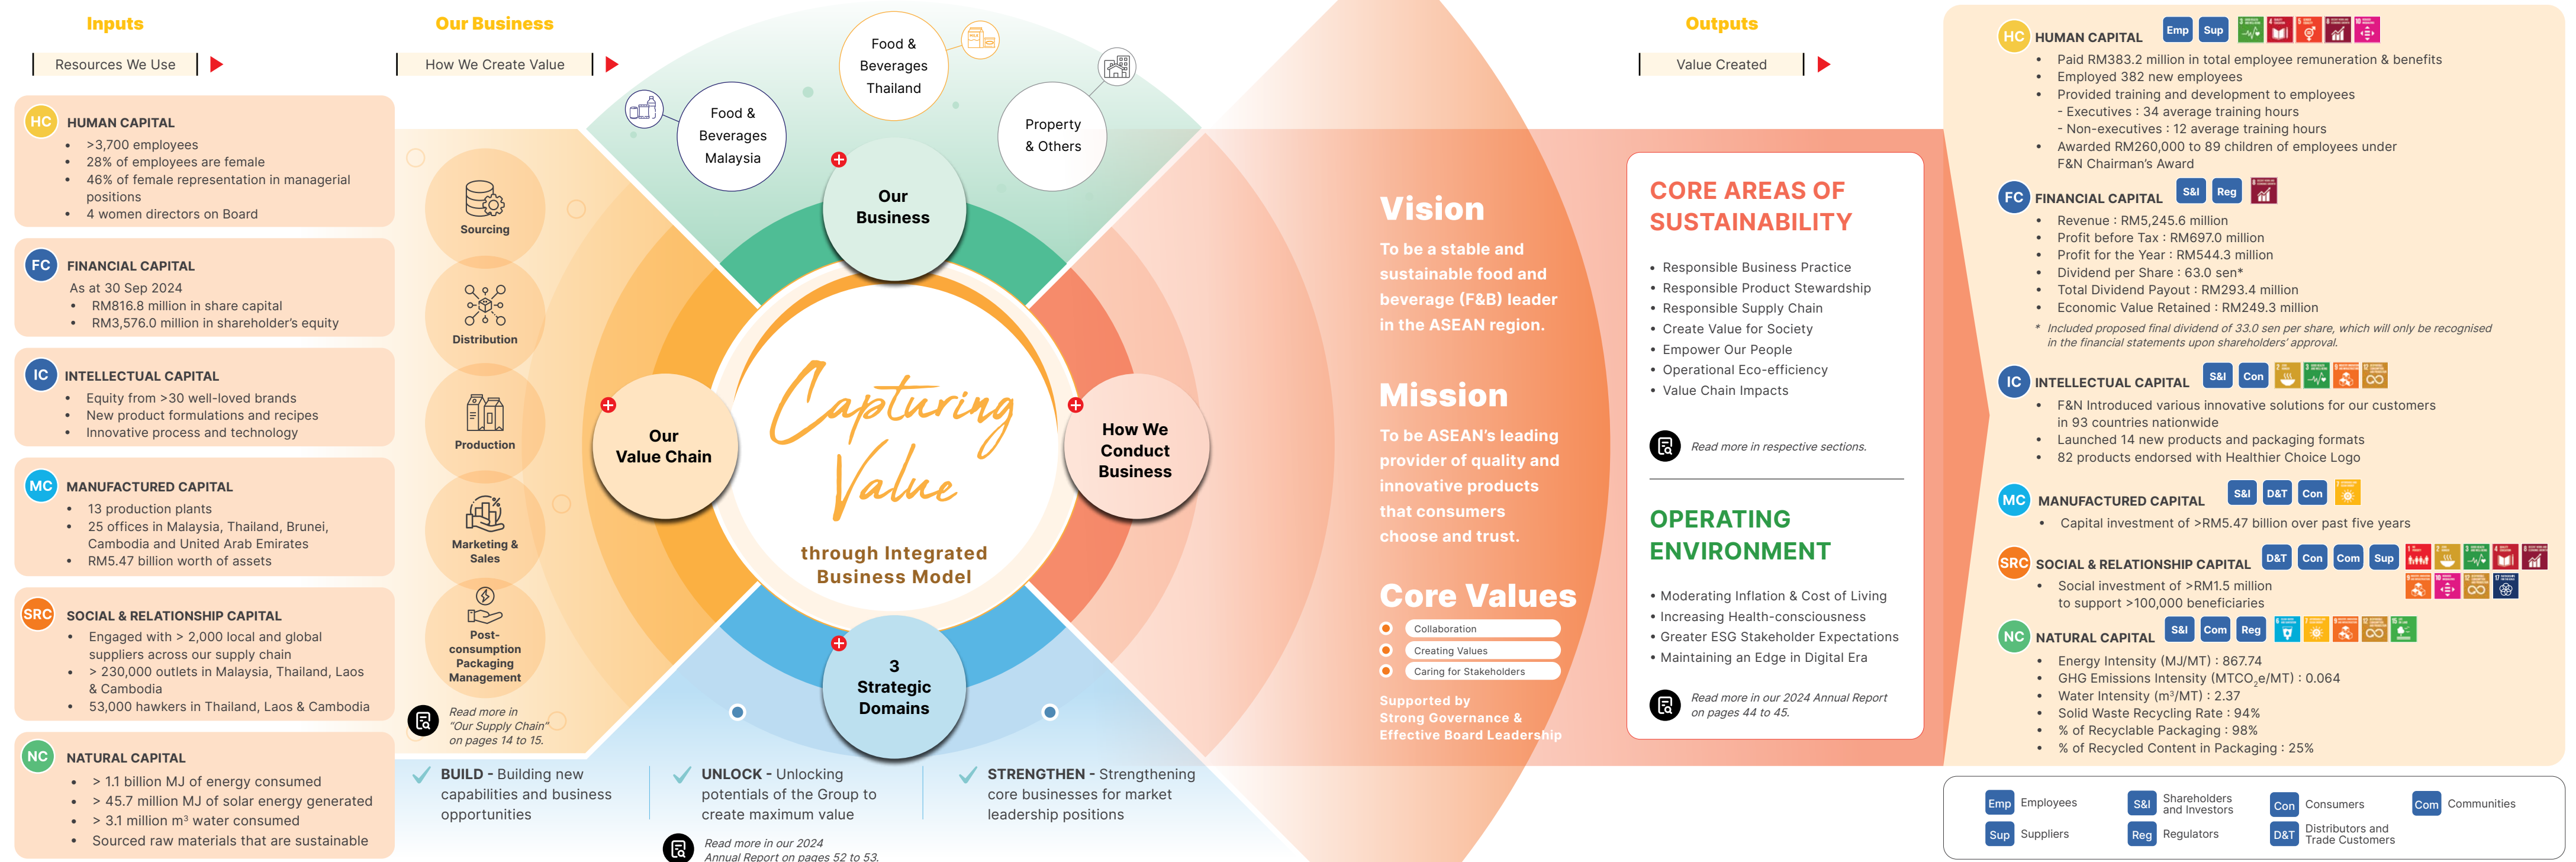 Inputs
Resources We Use
HC HUMAN CAPITAL
• >3,700 employees
• 28% of employees are female
• 46% of female representation in managerial
positions
• 4 women directors on Board
FC FINANCIAL CAPITAL
As at 30 Sep 2024
• RM816.8 million in share capital
• RM3,576.0 million in shareholder's equity
IC INTELLECTUAL CAPITAL
• Equity from >30 well-loved brands
• New product formulations and recipes
• Innovative process and technology
MC MANUFACTURED CAPITAL
• 13 production plants
• 25 offices in Malaysia, Thailand, Brunei,
Cambodia and United Arab Emirates
• RM5.47 billion worth of assets
SRC SOCIAL & RELATIONSHIP CAPITAL
• Engaged with > 2,000 local and global
suppliers across our supply chain
• > 230,000 outlets in Malaysia, Thailand, Laos
& Cambodia
• 53,000 hawkers in Thailand, Laos & Cambodia
NC NATURAL CAPITAL
• > 1.1 billion MJ of energy consumed
• > 45.7 million MJ of solar energy generated
• > 3.1 million m³ water consumed
• Sourced raw materials that are sustainable
Our Business
How We Create Value
Sourcing
Distribution
Production
Marketing &
Sales
Post-
consumption
Packaging
Management
Read more in
"Our Supply Chain"
on pages 14 to 15.
Food &
Beverages
Malaysia
Food &
Beverages
Thailand
Property
& Others
Our
Business
Our
Value Chain
How We
Conduct
Business
3
Strategic
Domains
Capturing
Value
through Integrated
Business Model
BUILD - Building new
capabilities and business
opportunities
UNLOCK - Unlocking
potentials of the Group to
create maximum value
STRENGTHEN - Strengthening
core businesses for market
leadership positions
Read more in our 2024
Annual Report on pages 52 to 53.
Vision
To be a stable and
sustainable food and
beverage (F&B) leader
in the ASEAN region.
Mission
To be ASEAN's leading
provider of quality and
innovative products
that consumers
choose and trust.
Core Values
Collaboration
Creating Values
Caring for Stakeholders
Supported by
Strong Governance &
Effective Board Leadership
Outputs
Value Created
CORE AREAS OF
SUSTAINABILITY
• Responsible Business Practice
• Responsible Product Stewardship
• Responsible Supply Chain
• Create Value for Society
• Empower Our People
• Operational Eco-efficiency
• Value Chain Impacts
Read more in respective sections.
OPERATING
ENVIRONMENT
• Moderating Inflation & Cost of Living
• Increasing Health-consciousness
• Greater ESG Stakeholder Expectations
• Maintaining an Edge in Digital Era
Read more in our 2024 Annual Report
on pages 44 to 45.
HC HUMAN CAPITAL Emp Sup
• Paid RM383.2 million in total employee remuneration & benefits
• Employed 382 new employees
• Provided training and development to employees
- Executives : 34 average training hours
- Non-executives : 12 average training hours
• Awarded RM260,000 to 89 children of employees under
F&N Chairman's Award
FC FINANCIAL CAPITAL S&I Reg
• Revenue : RM5,245.6 million
• Profit before Tax : RM697.0 million
• Profit for the Year : RM544.3 million
• Dividend per Share : 63.0 sen*
• Total Dividend Payout : RM293.4 million
• Economic Value Retained : RM249.3 million
* Included proposed final dividend of 33.0 sen per share, which will only be recognised
in the financial statements upon shareholders' approval.
IC INTELLECTUAL CAPITAL S&I Con
• F&N Introduced various innovative solutions for our customers
in 93 countries nationwide
• Launched 14 new products and packaging formats
• 82 products endorsed with Healthier Choice Logo
MC MANUFACTURED CAPITAL S&I D&T Con
• Capital investment of >RM5.47 billion over past five years
SRC SOCIAL & RELATIONSHIP CAPITAL D&T Con Com Sup
• Social investment of >RM1.5 million
to support >100,000 beneficiaries
NC NATURAL CAPITAL S&I Com Reg
• Energy Intensity (MJ/MT) : 867.74
• GHG Emissions Intensity (MTCO₂e/MT) : 0.064
• Water Intensity (m³/MT) : 2.37
• Solid Waste Recycling Rate : 94%
• % of Recyclable Packaging : 98%
• % of Recycled Content in Packaging : 25%
Emp Employees
S&I Shareholders
and Investors
Con Consumers
Com Communities
Sup Suppliers
Reg Regulators
D&T Distributors and
Trade Customers